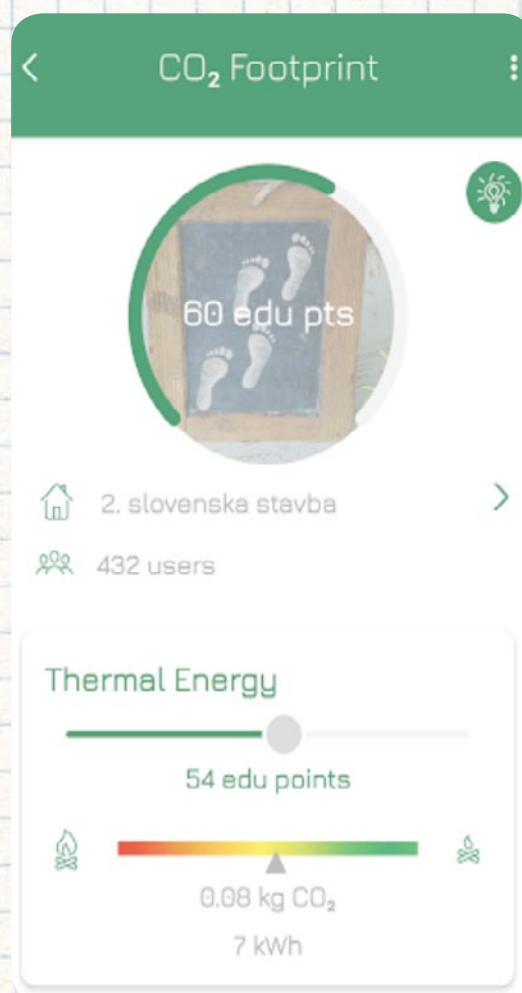 CO₂ Footprint
60 edu pts
2. slovenska stavba
432 users
Thermal Energy
54 edu points
0.08 kg CO₂
7 kWh